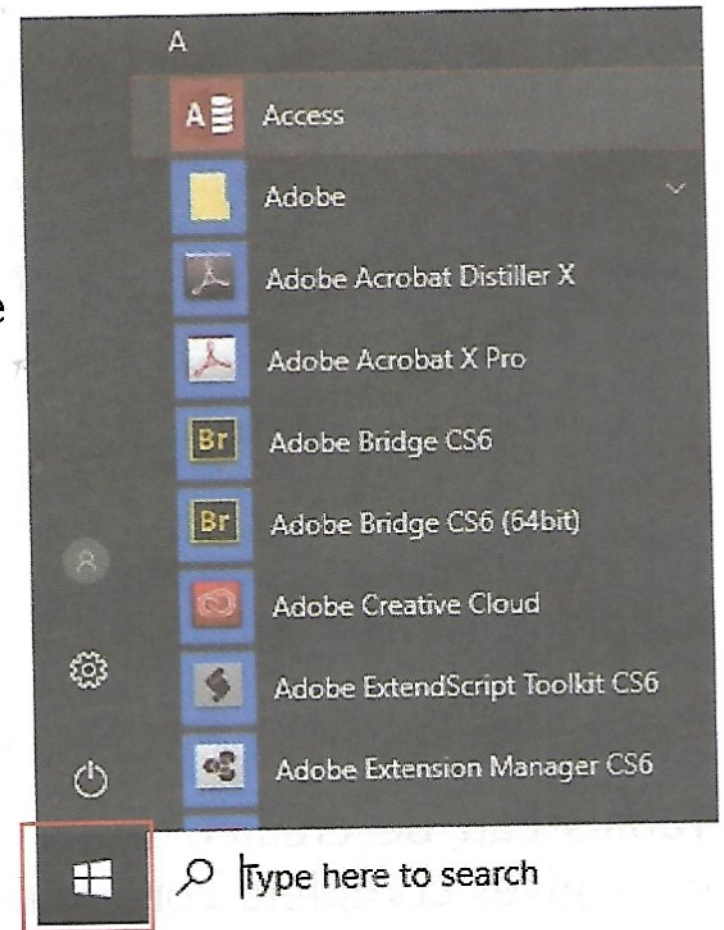 A
A Access
Adobe
Adobe Acrobat Distiller X
Adobe Acrobat X Pro
Br Adobe Bridge CS6
Br Adobe Bridge CS6 (64bit)
Adobe Creative Cloud
Adobe ExtendScript Toolkit CS6
Adobe Extension Manager CS6
Type here to search
e